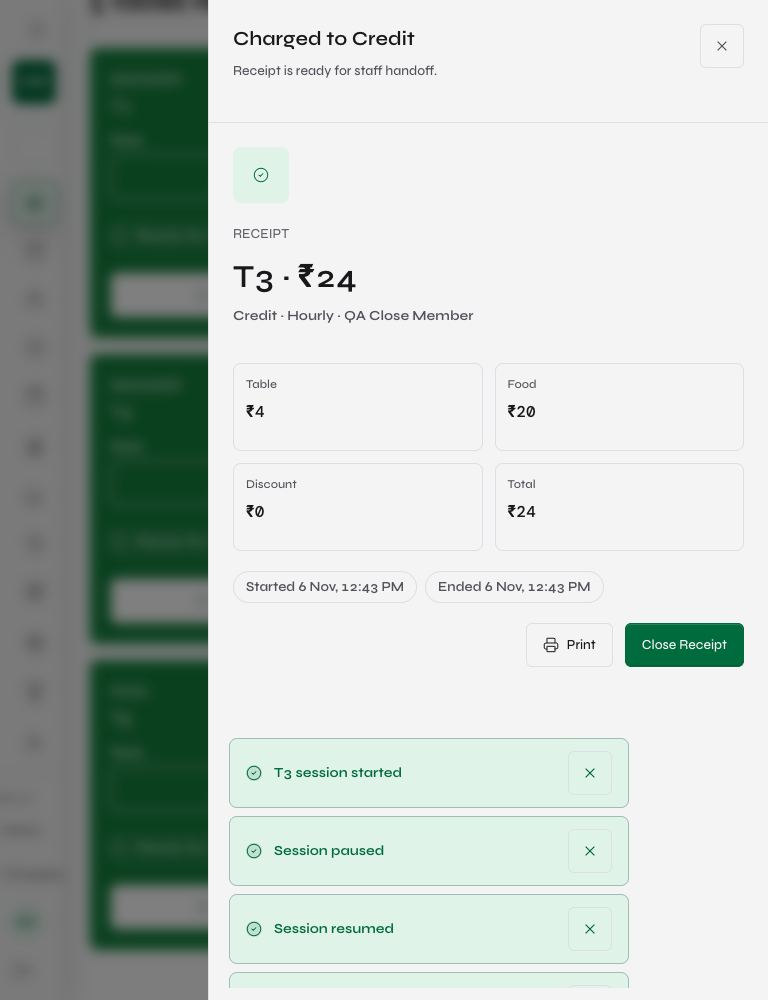 Charged to Credit
Receipt is ready for staff handoff.
RECEIPT
T3 · ₹24
Credit · Hourly · QA Close Member
Table
₹4
Food
₹20
Discount
₹0
Total
₹24
Started 6 Nov, 12:43 PM
Ended 6 Nov, 12:43 PM
Print
Close Receipt
T3 session started
Session paused
Session resumed